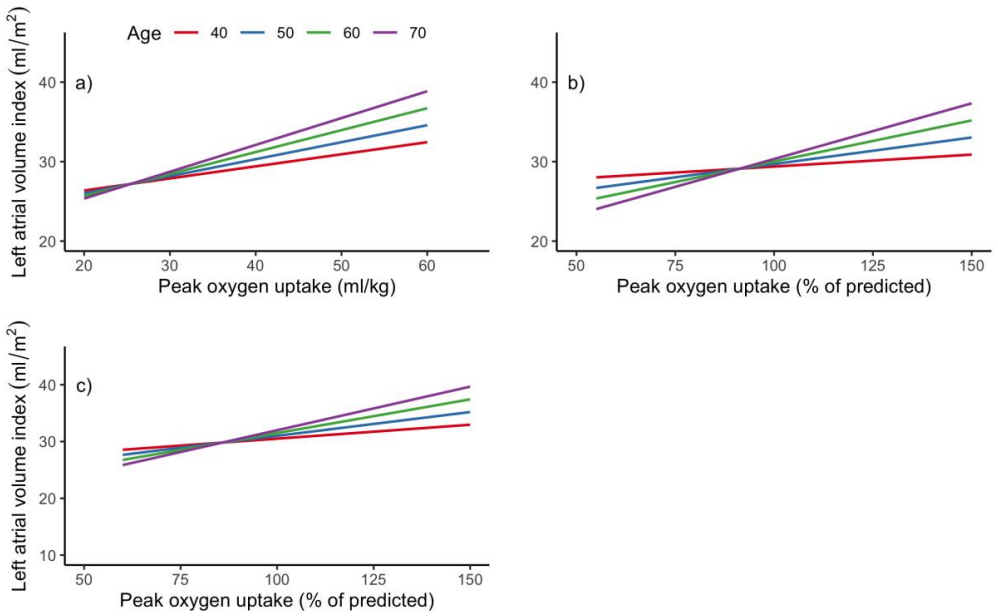 Age 40 50 60 70
a)
Left atrial volume index (ml/m²)
40
30
20
20 30 40 50 60
Peak oxygen uptake (ml/kg)
b)
40
30
20
50 75 100 125 150
Peak oxygen uptake (% of predicted)
c)
Left atrial volume index (ml/m²)
40
30
20
10
50 75 100 125 150
Peak oxygen uptake (% of predicted)